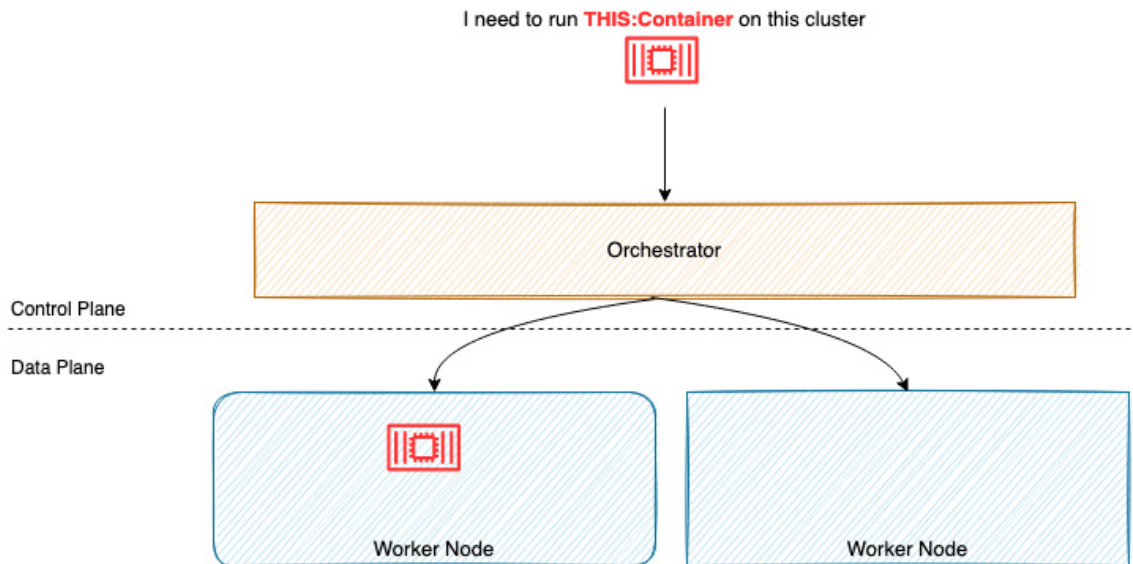 I need to run THIS:Container on this cluster
Orchestrator
Control Plane
Data Plane
Worker Node
Worker Node